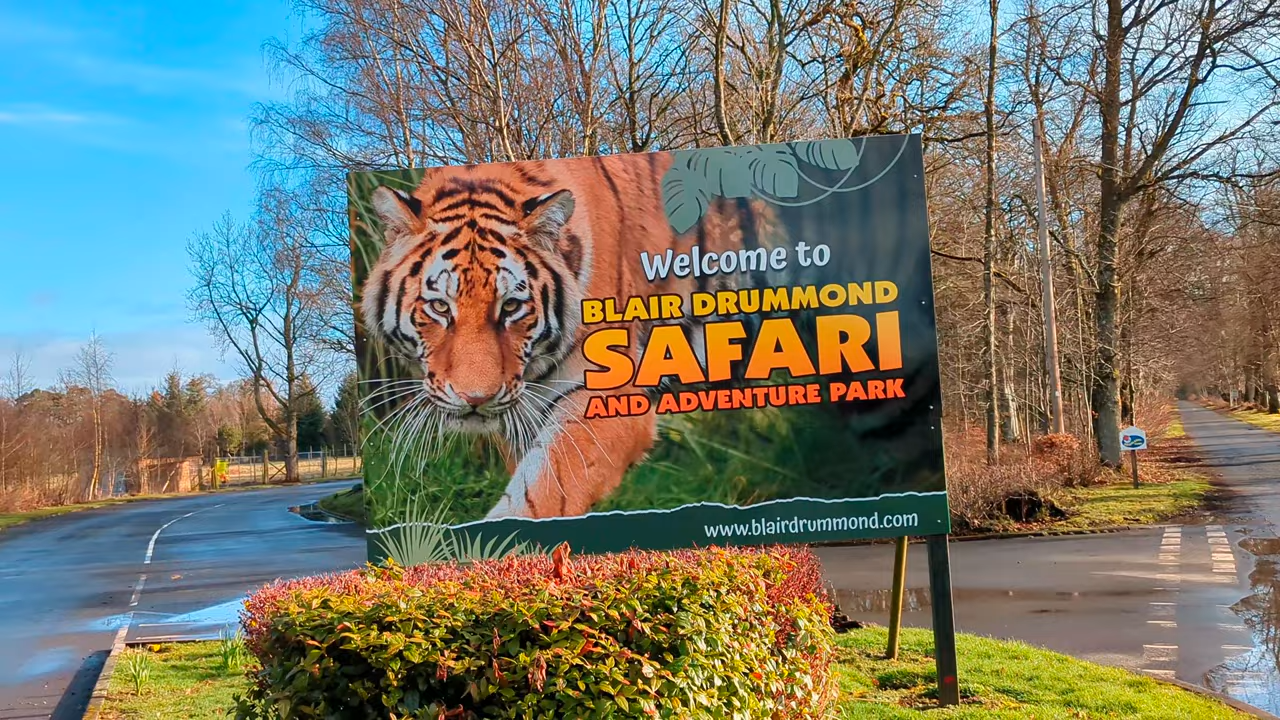 Welcome to
BLAIR DRUMMOND
SAFARI
AND ADVENTURE PARK
www.blairdrummond.com